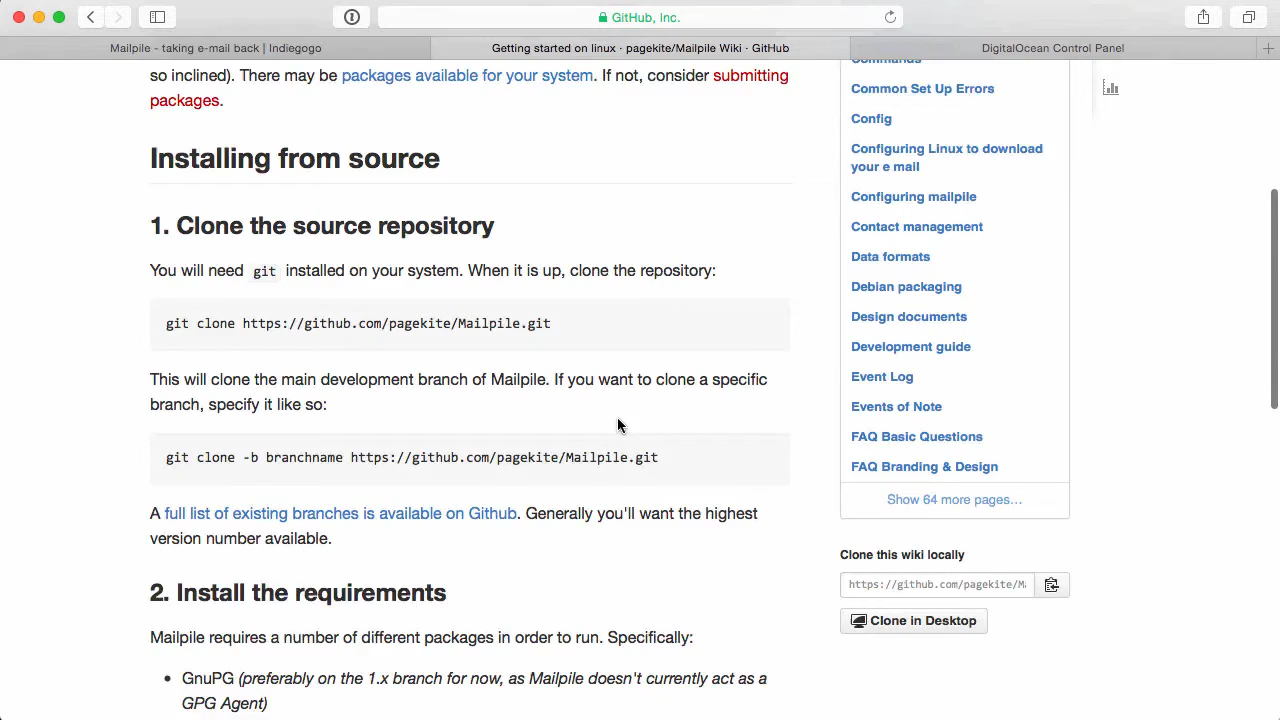 GitHub, Inc.
Mailpile - taking e-mail back | Indiegogo
Getting started on linux · pagekite/Mailpile Wiki · GitHub
DigitalOcean Control Panel
so inclined). There may be packages available for your system. If not, consider submitting
packages.
Installing from source
1. Clone the source repository
You will need git installed on your system. When it is up, clone the repository:
git clone https://github.com/pagekite/Mailpile.git
This will clone the main development branch of Mailpile. If you want to clone a specific
branch, specify it like so:
git clone -b branchname https://github.com/pagekite/Mailpile.git
A full list of existing branches is available on Github. Generally you'll want the highest
version number available.
2. Install the requirements
Mailpile requires a number of different packages in order to run. Specifically:
• GnuPG (preferably on the 1.x branch for now, as Mailpile doesn't currently act as a
GPG Agent)
Commands
Common Set Up Errors
Config
Configuring Linux to download
your e mail
Configuring mailpile
Contact management
Data formats
Debian packaging
Design documents
Development guide
Event Log
Events of Note
FAQ Basic Questions
FAQ Branding & Design
Show 64 more pages…
Clone this wiki locally
https://github.com/pagekite/Ma
Clone in Desktop